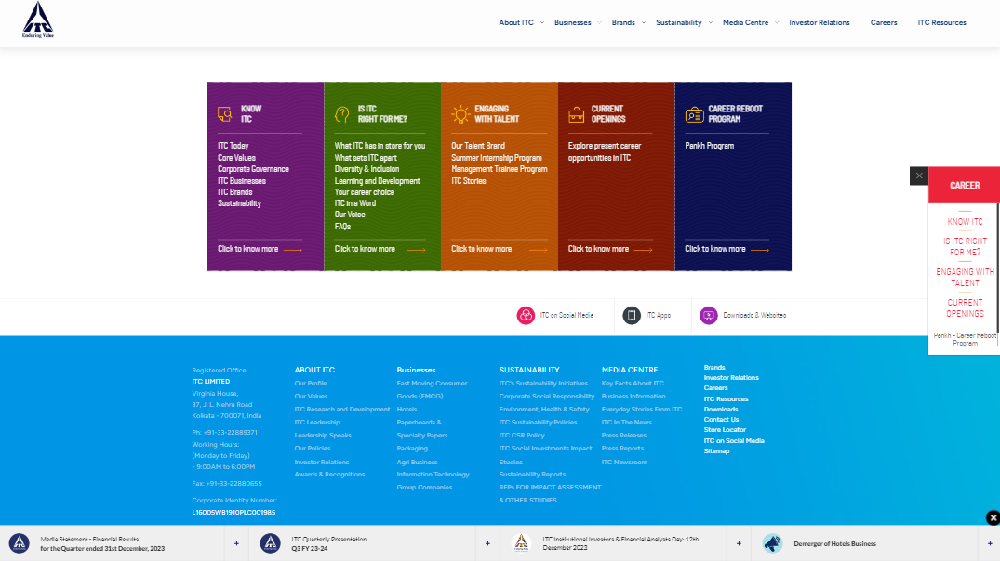 Enduring Value
About ITC
Businesses
Brands
Sustainability
Media Centre
Investor Relations
Careers
ITC Resources
KNOW
ITC
ITC Today
Core Values
Corporate Governance
ITC Businesses
ITC Brands
Sustainability
Click to know more
IS ITC
RIGHT FOR ME?
What ITC has in store for you
What sets ITC apart
Diversity & Inclusion
Learning and Development
Your career choice
ITC in a Word
Our Voice
FAQs
Click to know more
ENGAGING
WITH TALENT
Our Talent Brand
Summer Internship Program
Management Trainee Program
ITC Stories
Click to know more
CURRENT
OPENINGS
Explore present career
opportunities in ITC
Click to know more
CAREER REBOOT
PROGRAM
Pankh Program
Click to know more
CAREER
KNOW ITC
IS ITC RIGHT
FOR ME?
ENGAGING WITH
TALENT
CURRENT
OPENINGS
Pankh - Career Reboot
Program
ITC on Social Media
ITC Apps
Downloads & Websites
Registered Office:
ITC LIMITED
Virginia House,
37, J. L. Nehru Road
Kolkata - 700071, India
Ph: +91-33-22889371
Working Hours:
(Monday to Friday)
- 9:00AM to 6:00PM
Fax: +91-33-22880655
Corporate Identity Number:
L16005WB1910PLC001985
ABOUT ITC
Our Profile
Our Values
ITC Research and Development
ITC Leadership
Leadership Speaks
Our Policies
Investor Relations
Awards & Recognitions
Businesses
Fast Moving Consumer
Goods (FMCG)
Hotels
Paperboards &
Specialty Papers
Packaging
Agri Business
Information Technology
Group Companies
SUSTAINABILITY
ITC's Sustainability Initiatives
Corporate Social Responsibility
Environment, Health & Safety
ITC Sustainability Policies
ITC CSR Policy
ITC Social Investments Impact
Studies
Sustainability Reports
RFPs FOR IMPACT ASSESSMENT
& OTHER STUDIES
MEDIA CENTRE
Key Facts About ITC
Business Information
Everyday Stories From ITC
ITC In The News
Press Releases
Press Reports
ITC Newsroom
Brands
Investor Relations
Careers
ITC Resources
Downloads
Contact Us
Store Locator
ITC on Social Media
Sitemap
Media Statement - Financial Results
for the Quarter ended 31st December, 2023
+
ITC Quarterly Presentation
Q3 FY 23-24
+
ITC Institutional Investors & Financial Analysts Day: 12th
December 2023
+
Demerger of Hotels Business
+